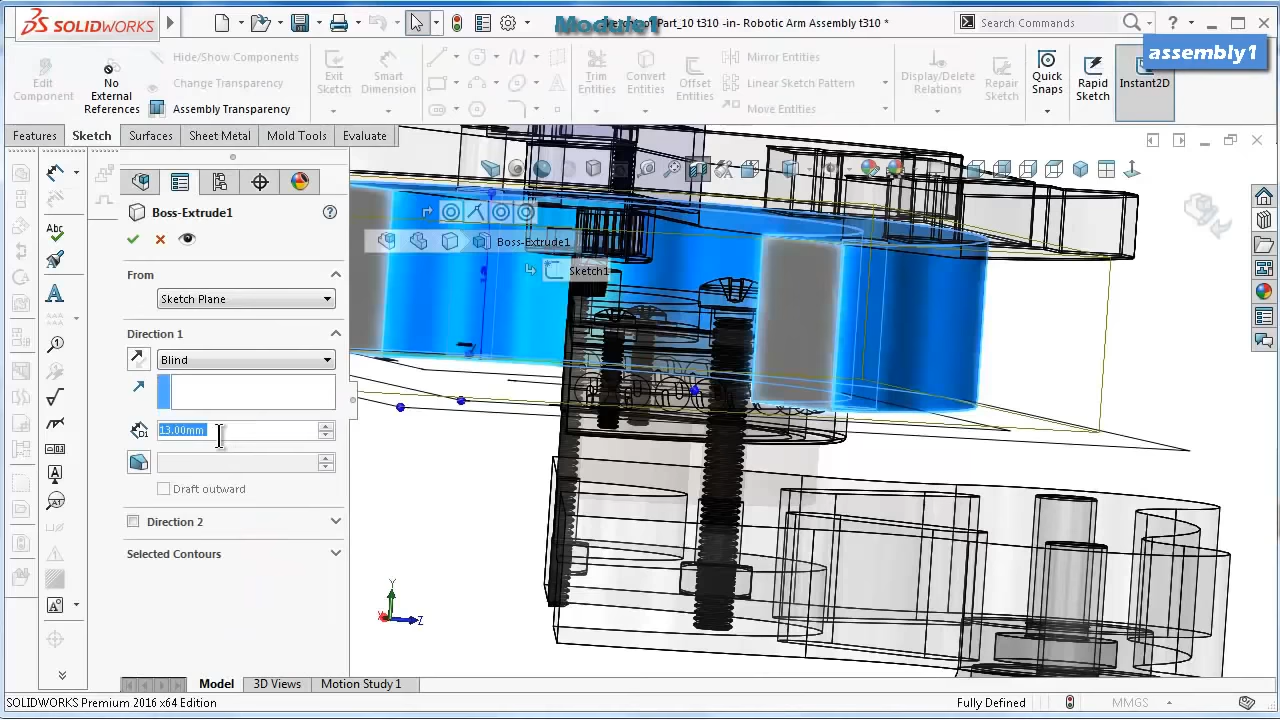 SOLIDWORKS
Module1
of Part_10 t310 -in- Robotic Arm Assembly t310 *
Search Commands
assembly1
Edit Component
No External References
Hide/Show Components
Change Transparency
Assembly Transparency
Exit Sketch
Smart Dimension
Trim Entities
Convert Entities
Offset Entities
Mirror Entities
Linear Sketch Pattern
Move Entities
Display/Delete Relations
Repair Sketch
Quick Snaps
Rapid Sketch
Instant2D
Features
Sketch
Surfaces
Sheet Metal
Mold Tools
Evaluate
Boss-Extrude1
From
Sketch Plane
Direction 1
Blind
13.00mm
Draft outward
Direction 2
Selected Contours
Boss-Extrude1
Sketch1
Abc
Y
Z
Model
3D Views
Motion Study 1
SOLIDWORKS Premium 2016 x64 Edition
Fully Defined
MMGS